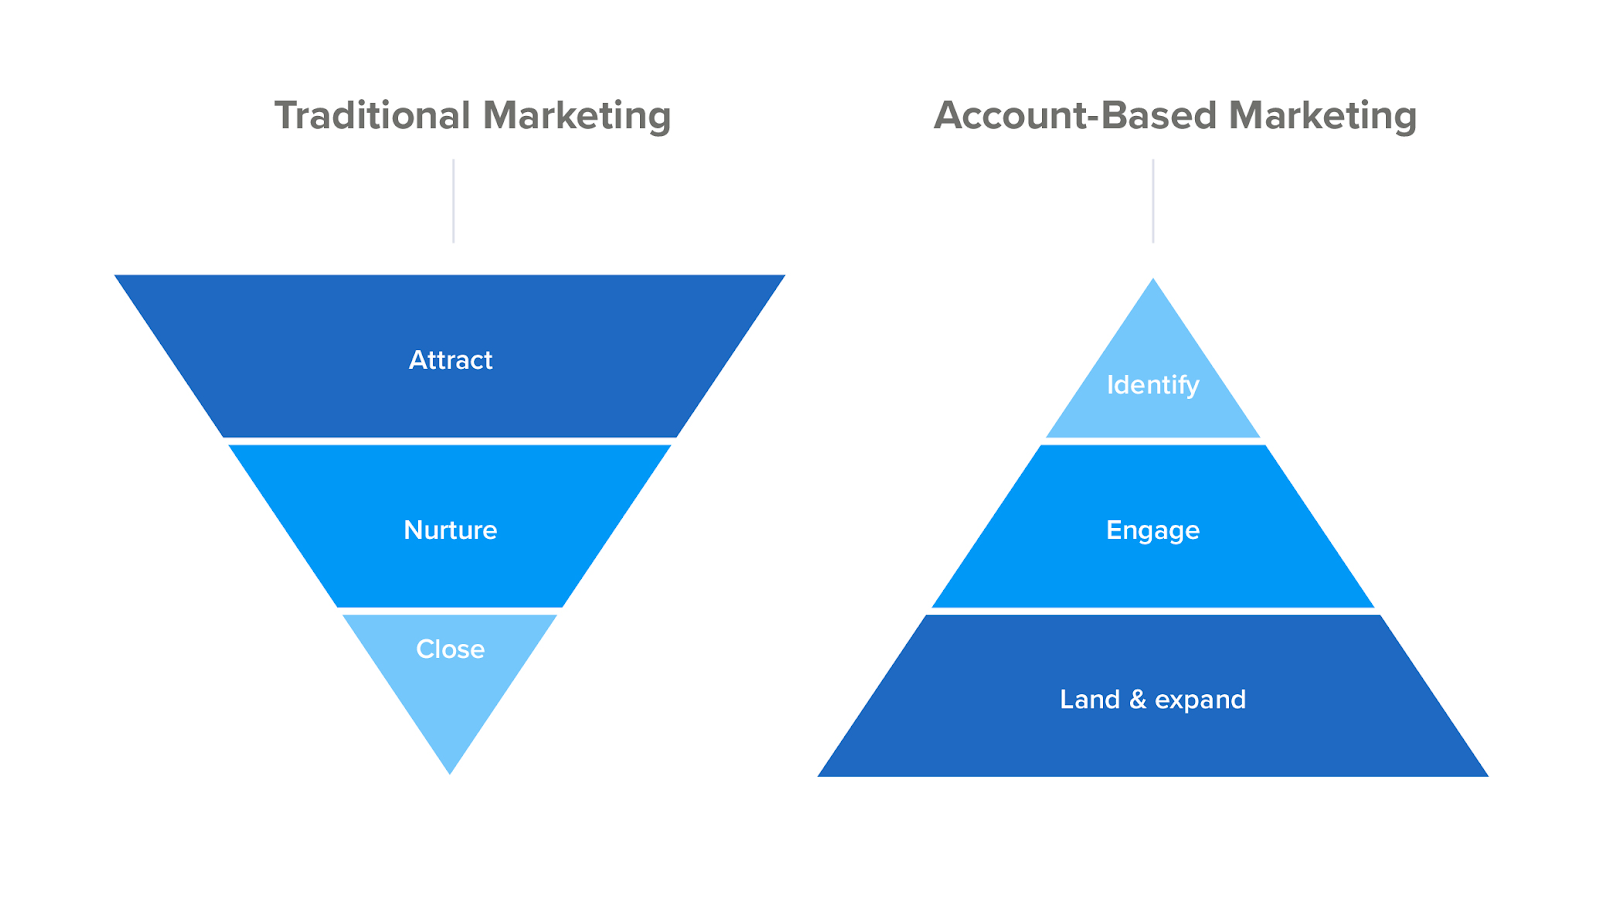 Traditional Marketing
Attract
Nurture
Close
Account-Based Marketing
Identify
Engage
Land & expand